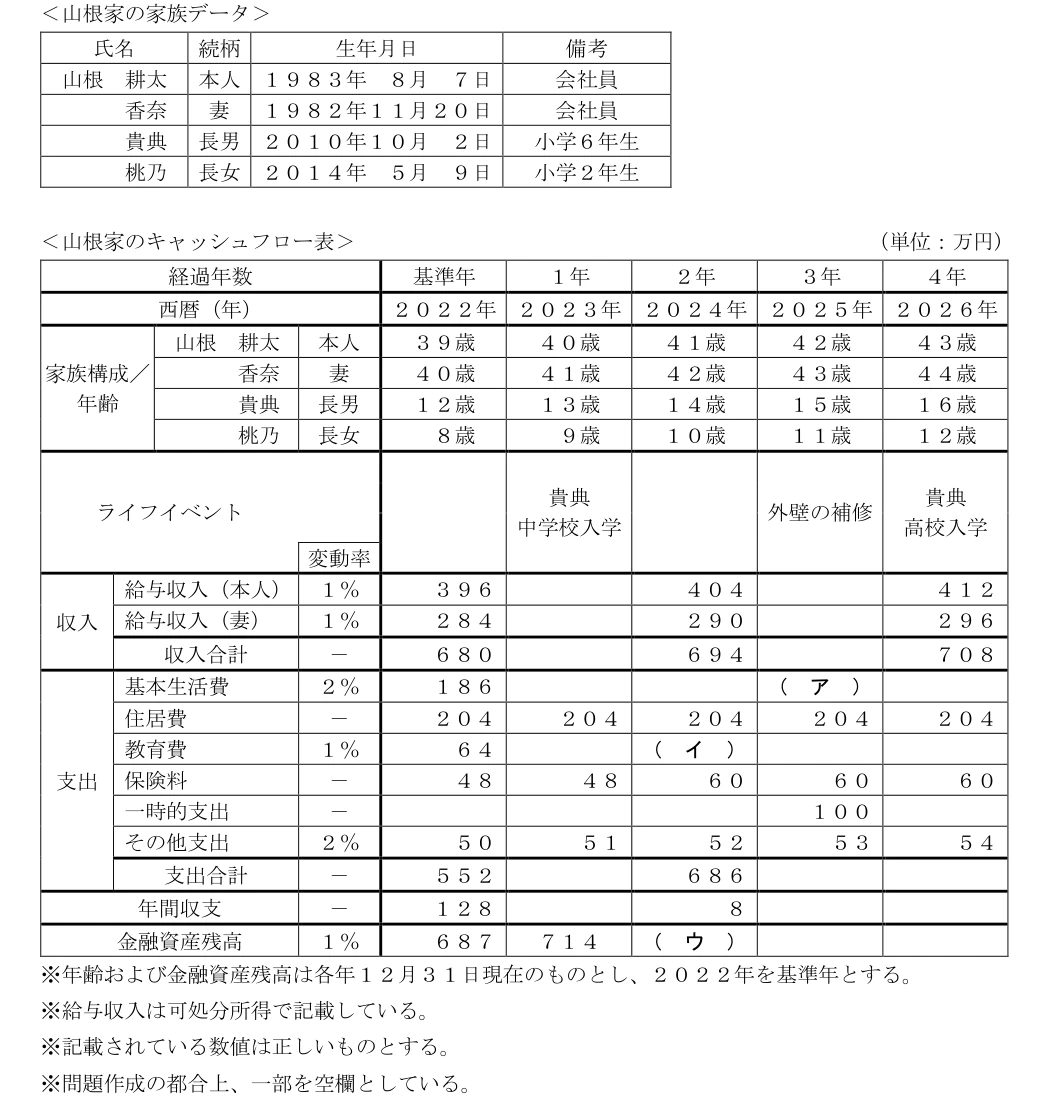 ＜山根家の家族データ＞
氏名 続柄 生年月日 備考
山根　耕太 本人 １９８３年　８月　７日 会社員
香奈 妻 １９８２年１１月２０日 会社員
貴典 長男 ２０１０年１０月　２日 小学６年生
桃乃 長女 ２０１４年　５月　９日 小学２年生
＜山根家のキャッシュフロー表＞ （単位：万円）
経過年数 基準年 １年 ２年 ３年 ４年
西暦（年） ２０２２年 ２０２３年 ２０２４年 ２０２５年 ２０２６年
家族構成／年齢 山根　耕太 本人 ３９歳 ４０歳 ４１歳 ４２歳 ４３歳
香奈 妻 ４０歳 ４１歳 ４２歳 ４３歳 ４４歳
貴典 長男 １２歳 １３歳 １４歳 １５歳 １６歳
桃乃 長女 ８歳 ９歳 １０歳 １１歳 １２歳
ライフイベント 貴典 中学校入学 外壁の補修 貴典 高校入学
変動率
収入 給与収入（本人） １％ ３９６ ４０４ ４１２
給与収入（妻） １％ ２８４ ２９０ ２９６
収入合計 － ６８０ ６９４ ７０８
支出 基本生活費 ２％ １８６ （　ア　）
住居費 － ２０４ ２０４ ２０４ ２０４ ２０４
教育費 １％ ６４ （　イ　）
保険料 － ４８ ４８ ６０ ６０ ６０
一時的支出 － １００
その他支出 ２％ ５０ ５１ ５２ ５３ ５４
支出合計 － ５５２ ６８６
年間収支 － １２８ ８
金融資産残高 １％ ６８７ ７１４ （　ウ　）
※年齢および金融資産残高は各年１２月３１日現在のものとし、２０２２年を基準年とする。
※給与収入は可処分所得で記載している。
※記載されている数値は正しいものとする。
※問題作成の都合上、一部を空欄としている。